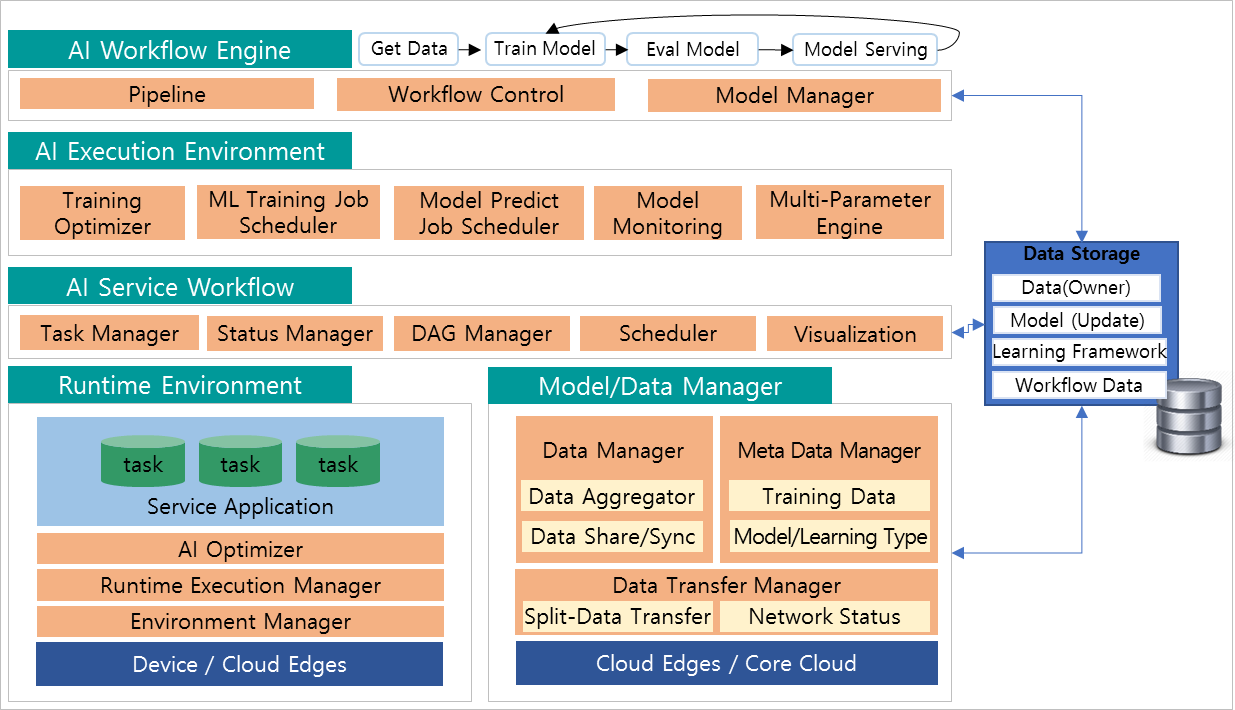 AI Workflow Engine
Get Data
Train Model
Eval Model
Model Serving
Pipeline
Workflow Control
Model Manager
AI Execution Environment
Training
Optimizer
ML Training Job
Scheduler
Model Predict
Job Scheduler
Model
Monitoring
Multi-Parameter
Engine
AI Service Workflow
Task Manager
Status Manager
DAG Manager
Scheduler
Visualization
Data Storage
Data(Owner)
Model (Update)
Learning Framework
Workflow Data
Runtime Environment
task
task
task
Service Application
AI Optimizer
Runtime Execution Manager
Environment Manager
Device / Cloud Edges
Model/Data Manager
Data Manager
Data Aggregator
Data Share/Sync
Meta Data Manager
Training Data
Model/Learning Type
Data Transfer Manager
Split-Data Transfer
Network Status
Cloud Edges / Core Cloud